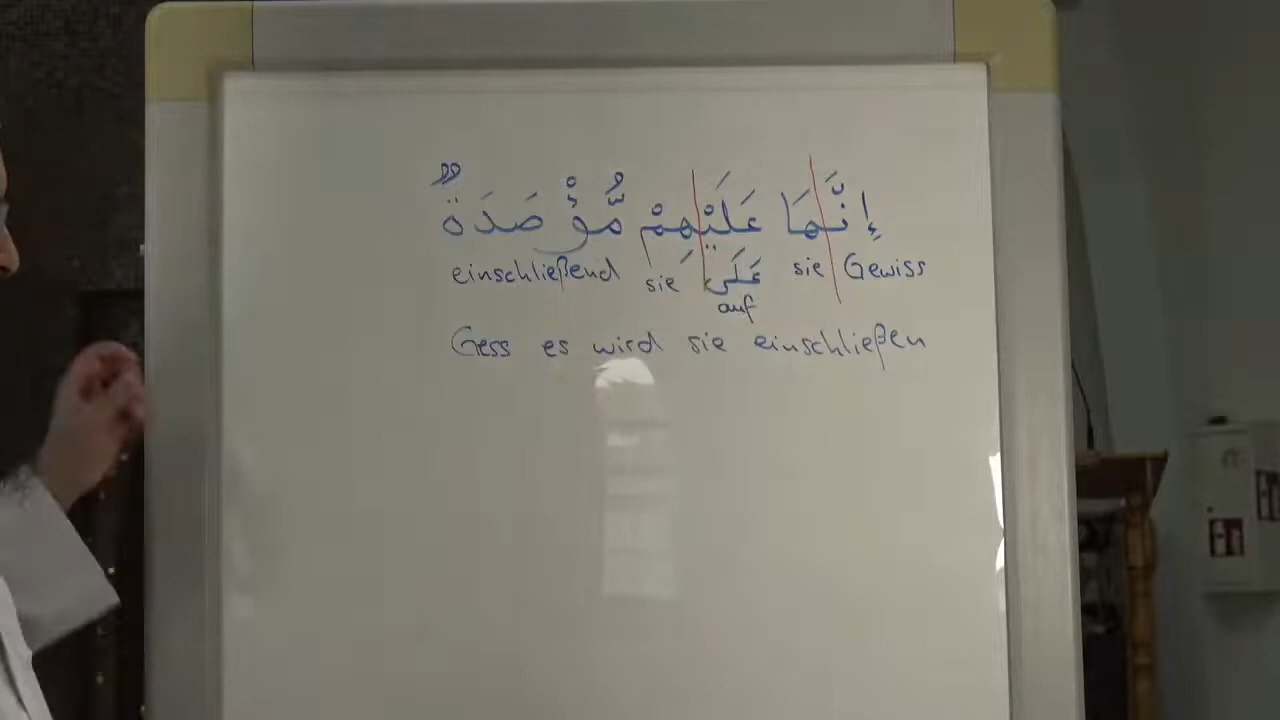 إِنَّهَا عَلَيْهِمْ مُّؤْصَدَةٌ
einschließend sie عَلَى sie Gewiss
auf
Gess es wird sie einschließen